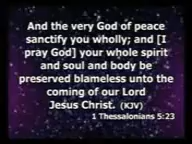 And the very God of peace
sanctify you wholly; and [I
pray God] your whole spirit
and soul and body be
preserved blameless unto the
coming of our Lord
Jesus Christ. (KJV)
1 Thessalonians 5:23